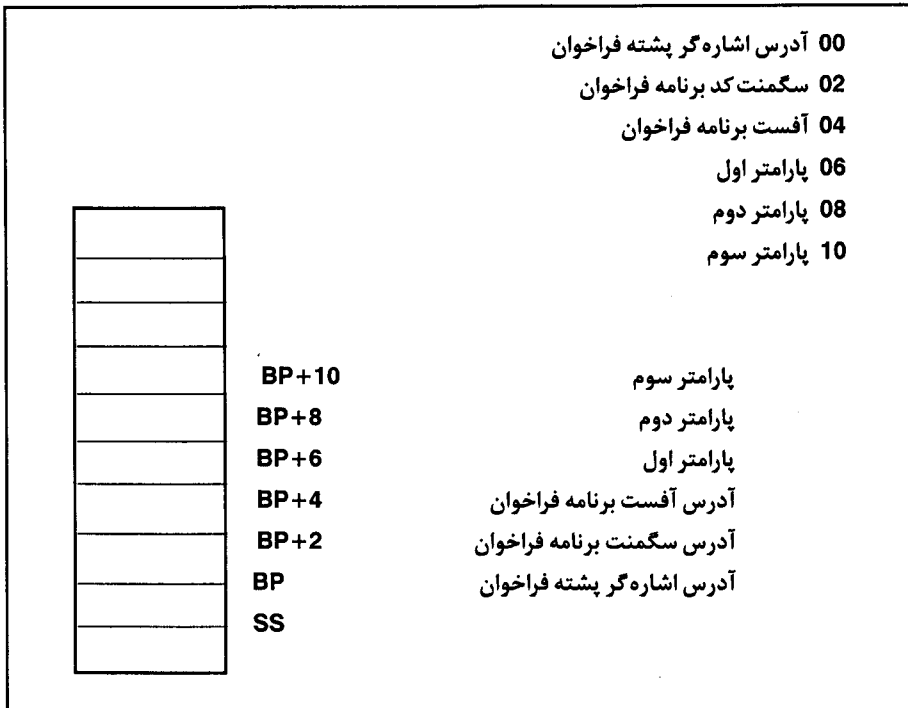 00 آدرس اشاره‌گر پشته فراخوان
02 سگمنت کد برنامه فراخوان
04 آفست برنامه فراخوان
06 پارامتر اول
08 پارامتر دوم
10 پارامتر سوم
BP+10 پارامتر سوم
BP+8 پارامتر دوم
BP+6 پارامتر اول
BP+4 آدرس آفست برنامه فراخوان
BP+2 آدرس سگمنت برنامه فراخوان
BP آدرس اشاره‌گر پشته فراخوان
SS